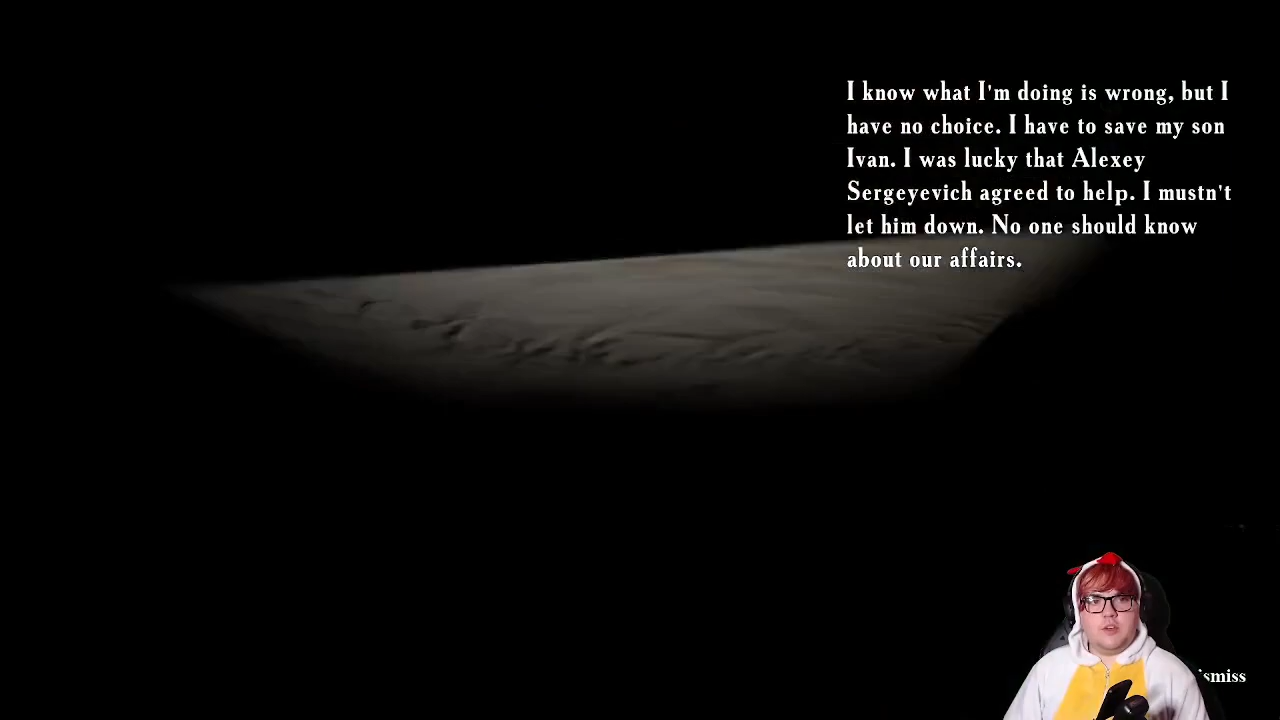 I know what I'm doing is wrong, but I
have no choice. I have to save my son
Ivan. I was lucky that Alexey
Sergeyevich agreed to help. I mustn't
let him down. No one should know
about our affairs.